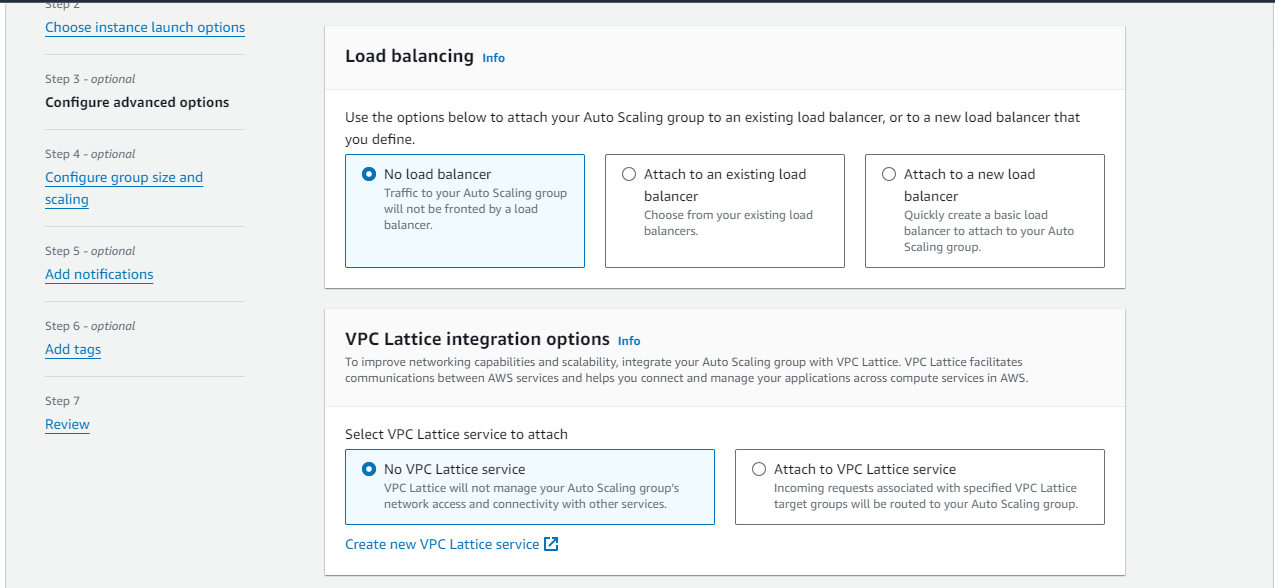 Step 2
Choose instance launch options
Step 3 - optional
Configure advanced options
Step 4 - optional
Configure group size and
scaling
Step 5 - optional
Add notifications
Step 6 - optional
Add tags
Step 7
Review
Load balancing Info
Use the options below to attach your Auto Scaling group to an existing load balancer, or to a new load balancer that
you define.
No load balancer
Traffic to your Auto Scaling group
will not be fronted by a load
balancer.
Attach to an existing load
balancer
Choose from your existing load
balancers.
Attach to a new load
balancer
Quickly create a basic load
balancer to attach to your Auto
Scaling group.
VPC Lattice integration options Info
To improve networking capabilities and scalability, integrate your Auto Scaling group with VPC Lattice. VPC Lattice facilitates
communications between AWS services and helps you connect and manage your applications across compute services in AWS.
Select VPC Lattice service to attach
No VPC Lattice service
VPC Lattice will not manage your Auto Scaling group's
network access and connectivity with other services.
Attach to VPC Lattice service
Incoming requests associated with specified VPC Lattice
target groups will be routed to your Auto Scaling group.
Create new VPC Lattice service